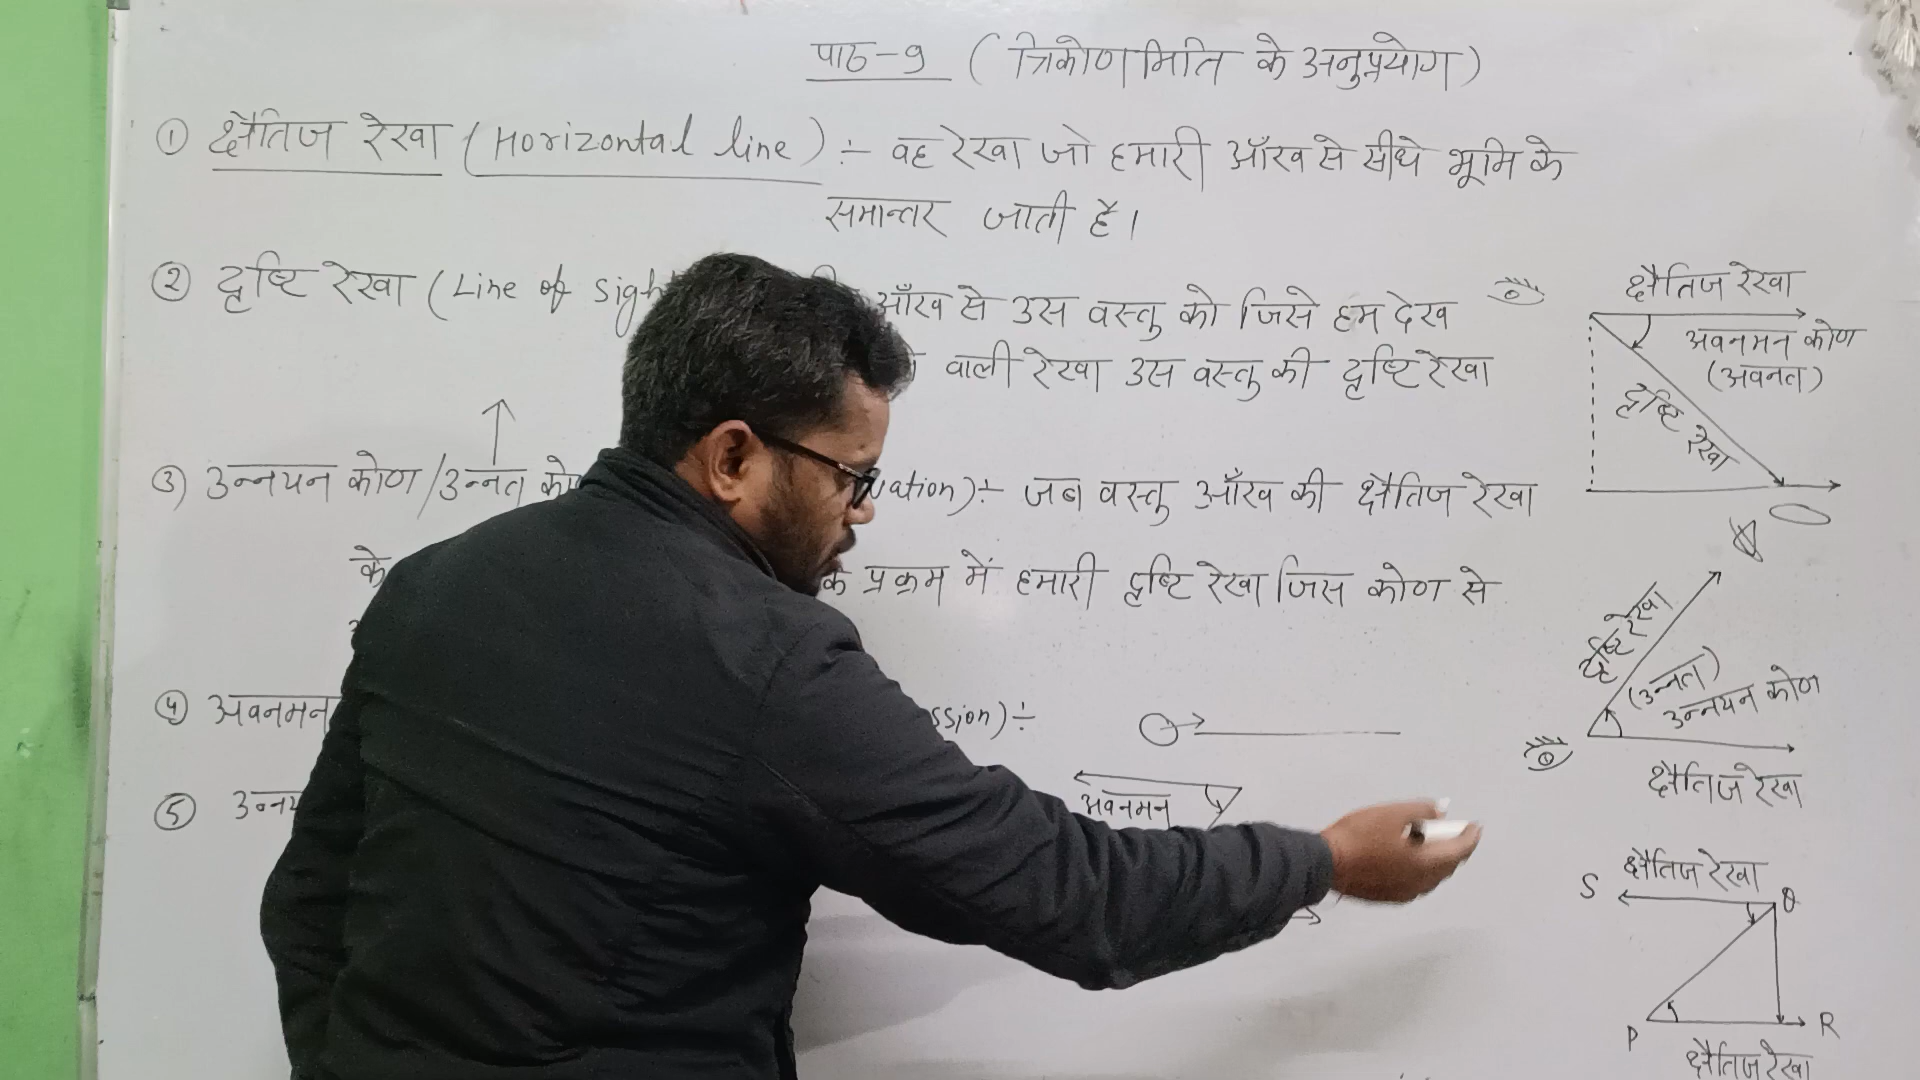 पाठ-9 (त्रिकोणमिति के अनुप्रयोग)
① क्षैतिज रेखा (Horizontal line) ÷ वह रेखा जो हमारी आँख से सीधे भूमि के
समान्तर जाती है।
② दृष्टि रेखा (Line of sigh
आँख से उस वस्तु को जिसे हम देख
वाली रेखा उस वस्तु की दृष्टि रेखा
③ उन्नयन कोण/उन्नत को
vation) ÷ जब वस्तु आँख की क्षैतिज रेखा
के
के प्रक्रम में हमारी दृष्टि रेखा जिस कोण से
④ अवनमन
ssion) ÷
⑤ उन्नय
अवनमन
क्षैतिज रेखा
अवनमन कोण
(अवनत)
दृष्टि रेखा
दृष्टि रेखा
(उन्नत)
उन्नयन कोण
क्षैतिज रेखा
क्षैतिज रेखा
S
Q
P
R
क्षैतिज रेखा